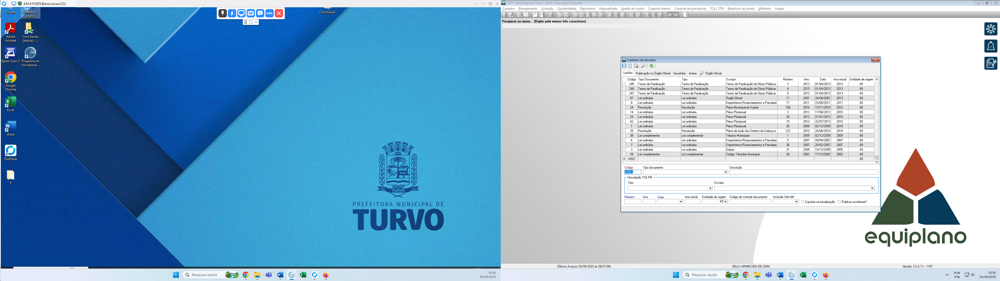 445415885@educacao252
Lixeira
Smartbot - Atalho
Conciliacao
Adobe Acrobat
Conciliacao (jessica) - ...
Epson Scan 2
Programs on turvoprscp...
Google Chrome
Excel
Word
RustDesk
TI
REC
PREFEITURA MUNICIPAL DE
TURVO
Pesquisa rápida
10:50
05/09/2025
SCP - Municipio de Turvo - 2025 - Execução Completa
Cadastro Planejamento Licitação Contabilidade Patrimônio Almoxarifado Gestão de custos Controle Interno Controle de precatórios TCE / STN Relatórios do portal Utilitários Acesso
F SSM SCO ENP LTC NL MA DP RC C RE LC LR E L P
Pesquisar no menu... (Digite pelo menos três caracteres)
Cadastro de leis/atos
Lei/Ato Publicação no Órgão Oficial Secretário Anexo Órgão Oficial
Código Tipo Documento Tipo Escopo Número Ano Data Ano inicial Entidade de origem
245 Termo de Paralisação Termo de Paralisação Termo de Paralisação de Obras Públicas 3 2013 01/04/2013 2013 69
246 Termo de Paralisação Termo de Paralisação Termo de Paralisação de Obras Públicas 4 2013 01/04/2013 2013 69
247 Termo de Paralisação Termo de Paralisação Termo de Paralisação de Obras Públicas 5 2013 01/04/2013 2013 69
57 Lei ordinária Lei ordinária Órgão Oficial 11 2001 24/04/2001 2013 69
8 Lei ordinária Lei ordinária Empréstimos/Financiamentos e Parcelam 17 2011 23/08/2011 2011 69
24 Resolução Resolução Plano Municipal de Saúde 156 2010 13/11/2010 2010 69
14 Lei ordinária Lei ordinária Plano Plurianual 2 2013 17/04/2013 2010 69
29 Lei ordinária Lei ordinária Plano Plurianual 24 2012 01/01/2013 2010 69
42 Lei ordinária Lei ordinária Plano Plurianual 15 2013 22/07/2013 2010 69
1 Lei ordinária Lei ordinária Plano Plurianual 26 2009 02/12/2009 2010 69
25 Resolução Resolução Plano de Ação dos Direitos da Criança e 122 2010 24/06/2010 2010 69
38 Lei complementar Lei complementar Tributos Municipais 1 2009 02/12/2009 2009 69
6 Lei ordinária Lei ordinária Empréstimos/Financiamentos e Parcelam 5 2007 09/04/2007 2007 69
7 Lei ordinária Lei ordinária Empréstimos/Financiamentos e Parcelam 36 2007 20/02/2007 2007 69
3 Lei ordinária Lei ordinária Diárias 31 2005 14/12/2005 2005 69
39 Lei complementar Lei complementar Código Tributário Municipal 26 2002 17/12/2002 2002 69
* 10921 69
Código Tipo documento Descrição
10921
Vinculação TCE-PR
Tipo Escopo
Número Ano Data Ano inicial Entidade de origem Código de controle documento Inclusão SIM-AM
69 Exportar na inicialização Publicar na internet?
equiplano
Último Acesso: 05/09/2025 às 08:07:39h KELLY APARECIDA DE LIMA Versão: 5.5.3.7 t - 1187
Pesquisa rápida
POR
PTB
10:50
05/09/2025